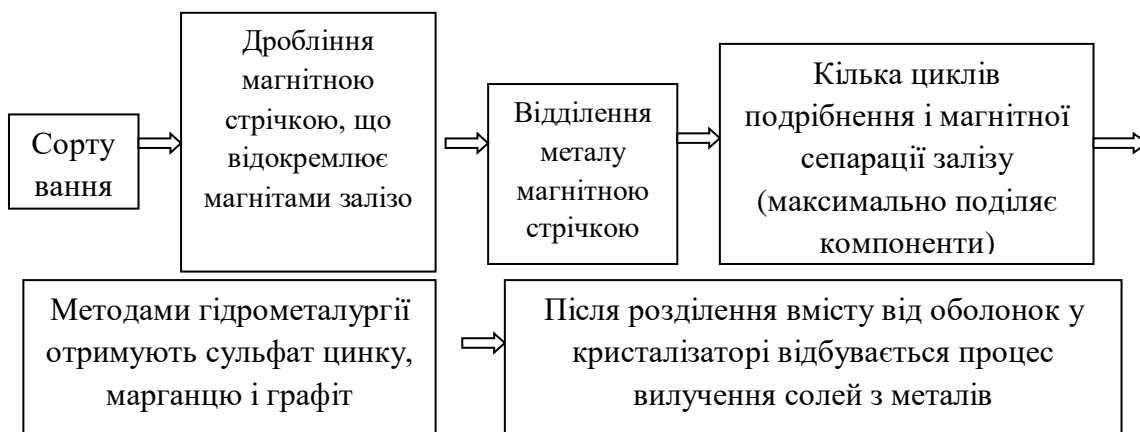 Сорту
вання
Дроблiння
магнітною
стрічкою, що
відокремлює
магнітами залізо
Відділення
металу
магнітною
стрічкою
Кілька циклів
подрібнення і магнітної
сепарації залізу
(максимально поділяє
компоненти)
Методами гідрометалургії
отримують сульфат цинку,
марганцю і графіт
Після розділення вмісту від оболонок у
кристалізаторі відбувається процес
вилучення солей з металів